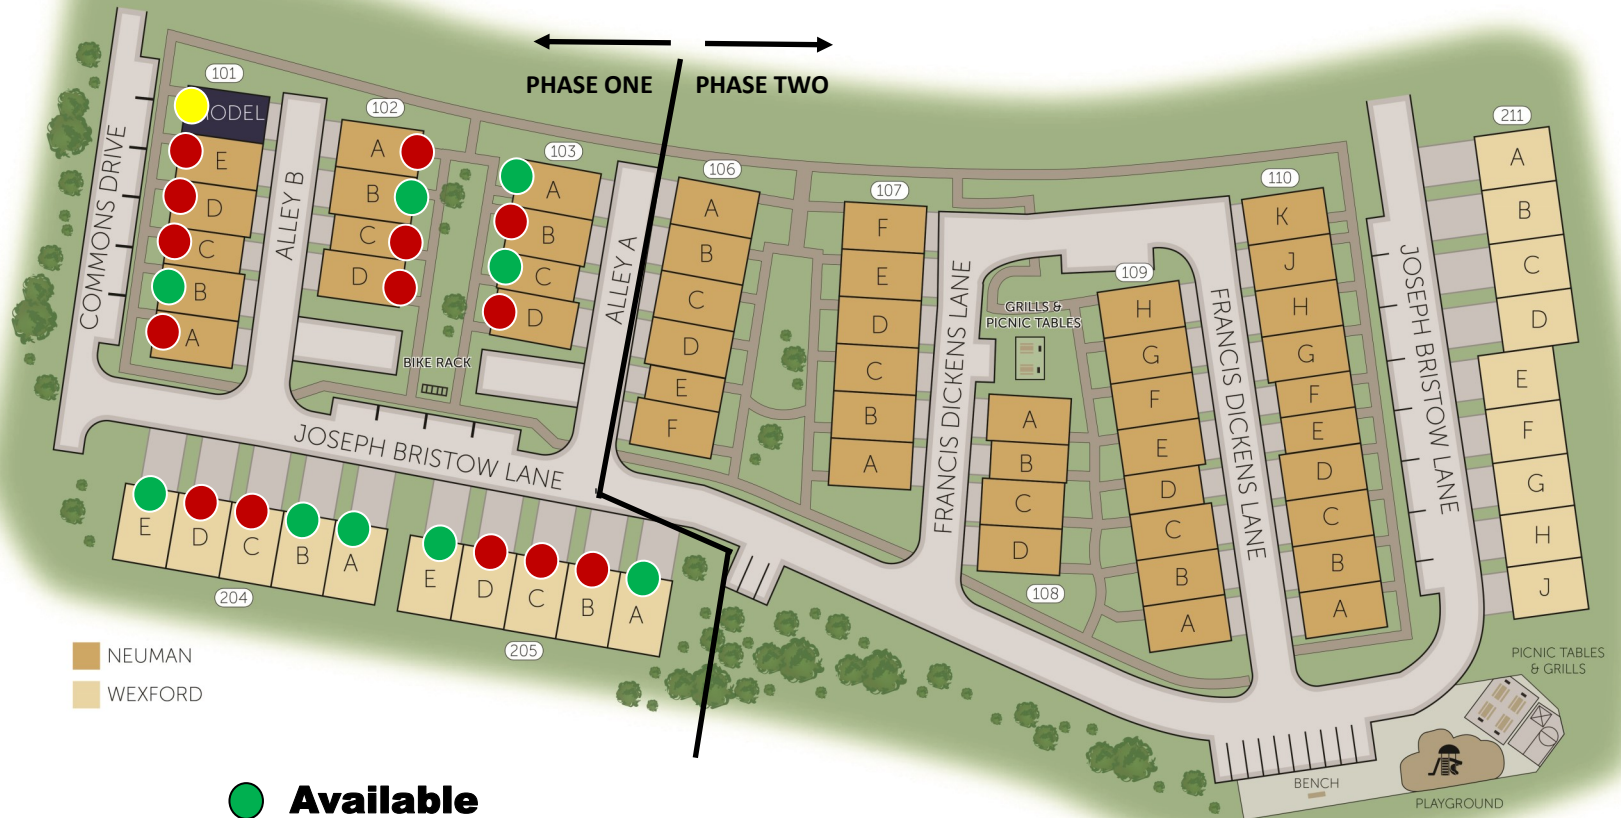 PHASE ONE
PHASE TWO
101
MODEL
E
D
C
B
A
COMMONS DRIVE
ALLEY B
102
A
B
C
D
103
A
B
C
D
ALLEY A
BIKE RACK
JOSEPH BRISTOW LANE
106
A
B
C
D
E
F
107
F
E
D
C
B
A
FRANCIS DICKENS LANE
GRILLS &
PICNIC TABLES
A
B
C
D
108
109
H
G
F
E
D
C
B
A
FRANCIS DICKENS LANE
110
K
J
H
G
F
E
D
C
B
A
JOSEPH BRISTOW LANE
211
A
B
C
D
E
F
G
H
J
E
D
C
B
A
204
E
D
C
B
A
205
NEUMAN
WEXFORD
PICNIC TABLES
& GRILLS
BENCH
PLAYGROUND
Available